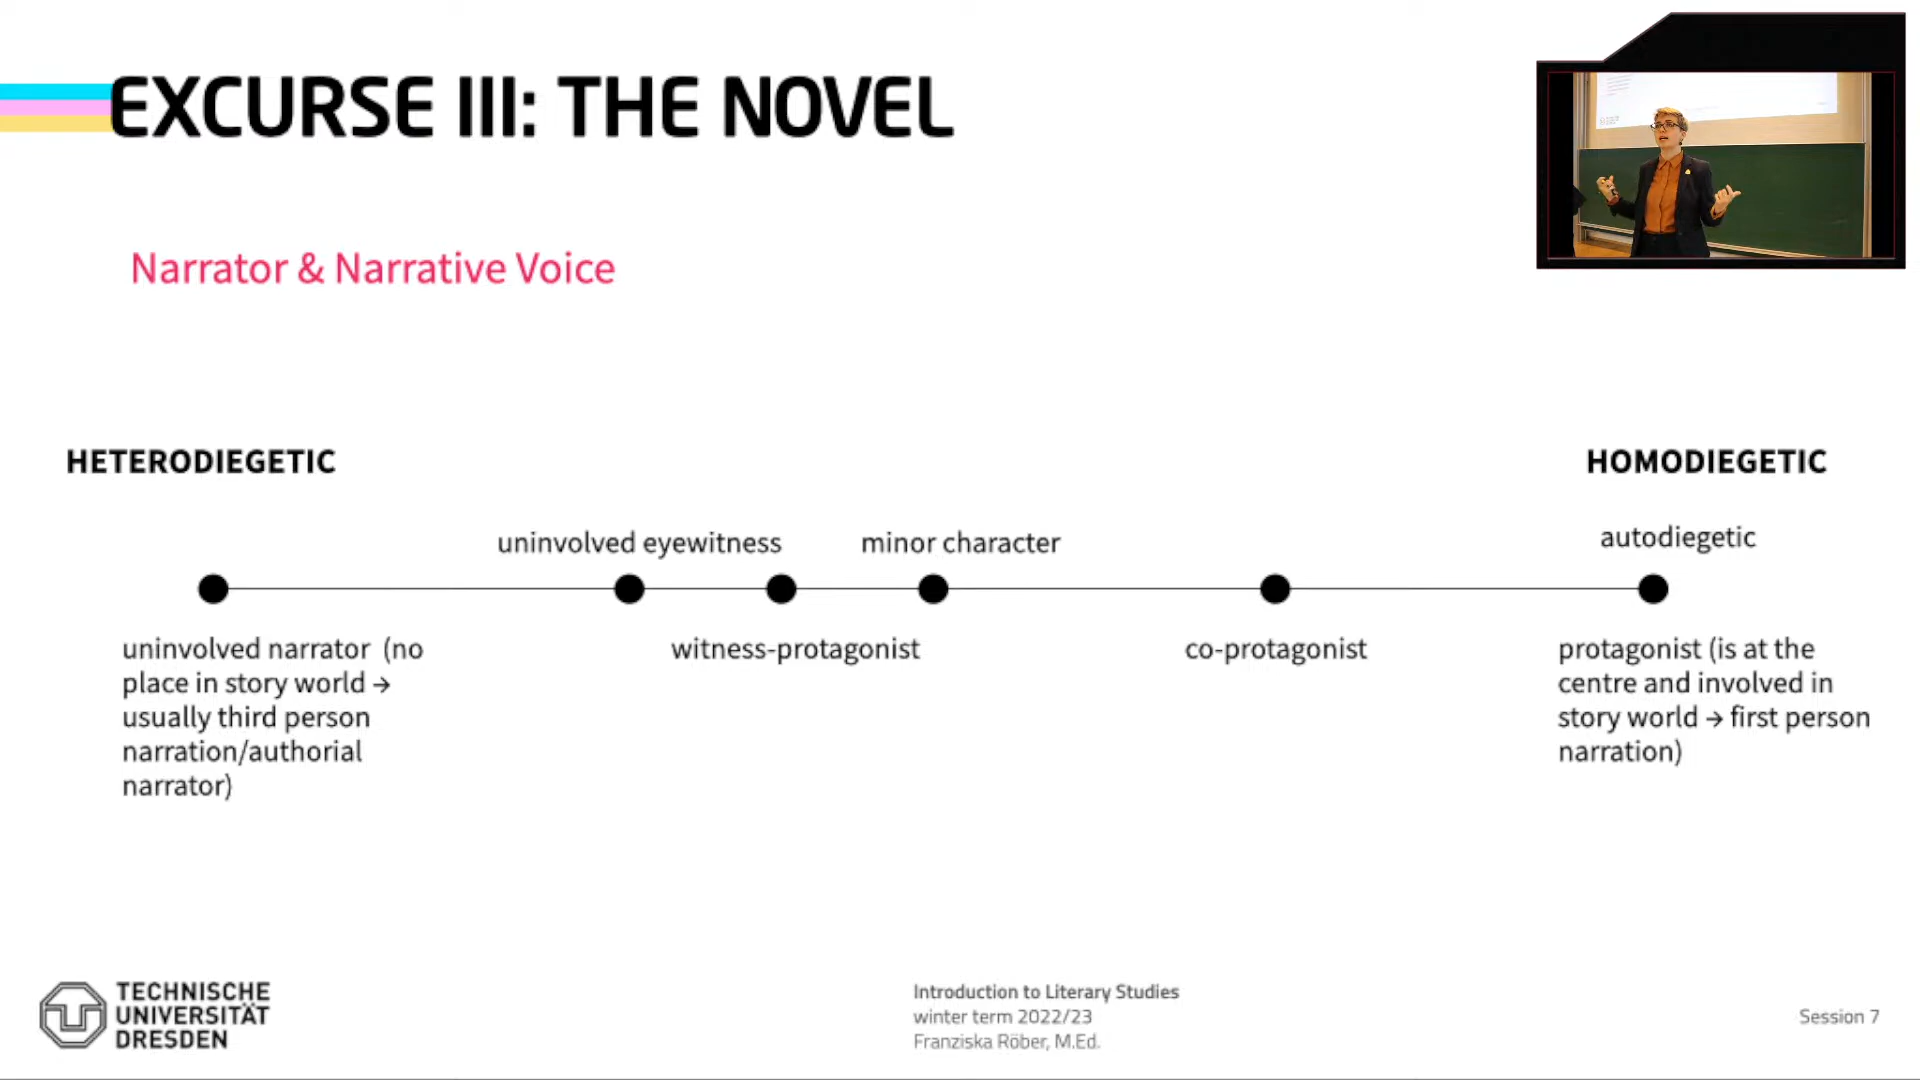 EXCURSE III: THE NOVEL
Narrator & Narrative Voice
HETERODIEGETIC
HOMODIEGETIC
uninvolved eyewitness
minor character
autodiegetic
uninvolved narrator  (no
place in story world →
usually third person
narration/authorial
narrator)
witness-protagonist
co-protagonist
protagonist (is at the
centre and involved in
story world → first person
narration)
TECHNISCHE
UNIVERSITÄT
DRESDEN
Introduction to Literary Studies
winter term 2022/23
Franziska Röber, M.Ed.
Session 7